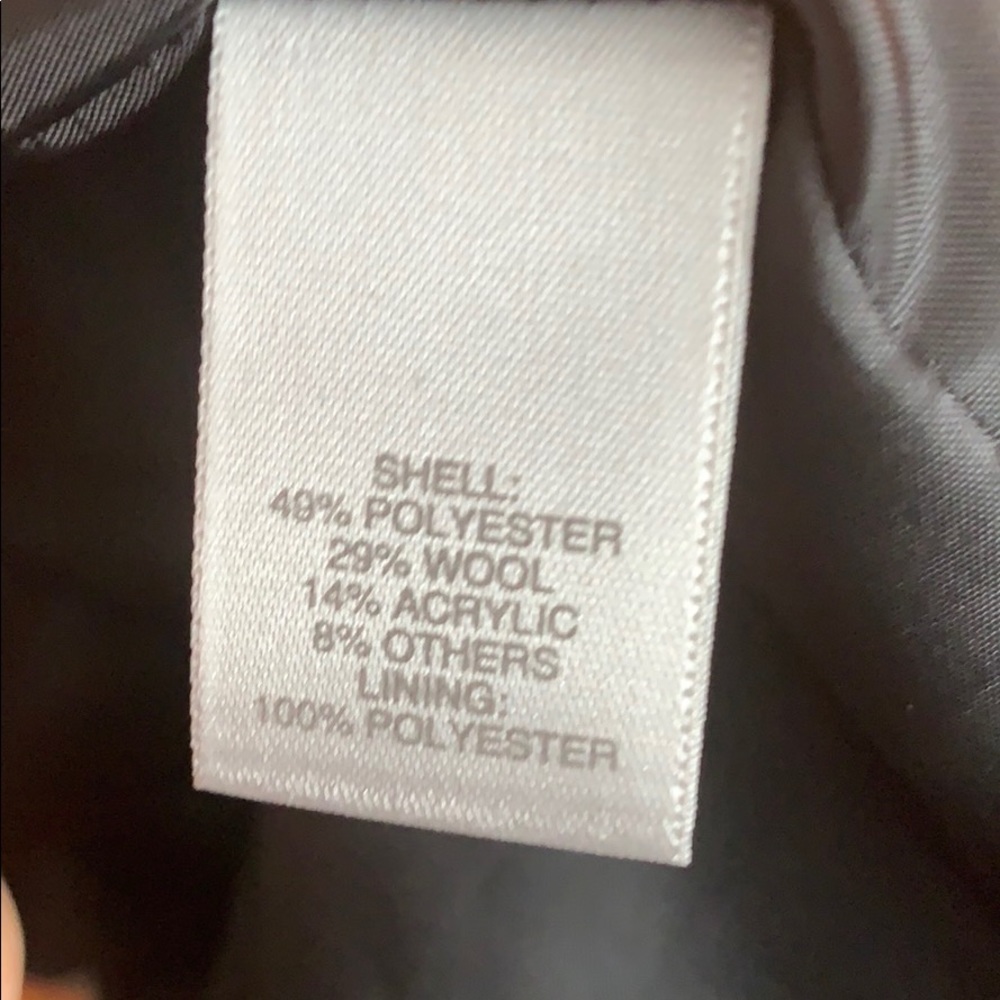 SHELL:
49% POLYESTER
29% WOOL
14% ACRYLIC
8% OTHERS
LINING:
100% POLYESTER